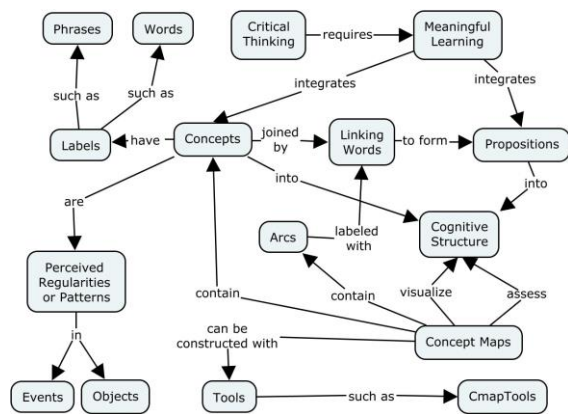 Phrases
Words
Critical
Thinking
requires
Meaningful
Learning
such as
such as
integrates
integrates
Labels
have
Concepts
joined
by
Linking
Words
to form
Propositions
are
into
into
labeled
with
Arcs
Cognitive
Structure
Perceived
Regularities
or Patterns
contain
contain
visualize
assess
in
can be
constructed with
Concept Maps
Events
Objects
Tools
such as
CmapTools